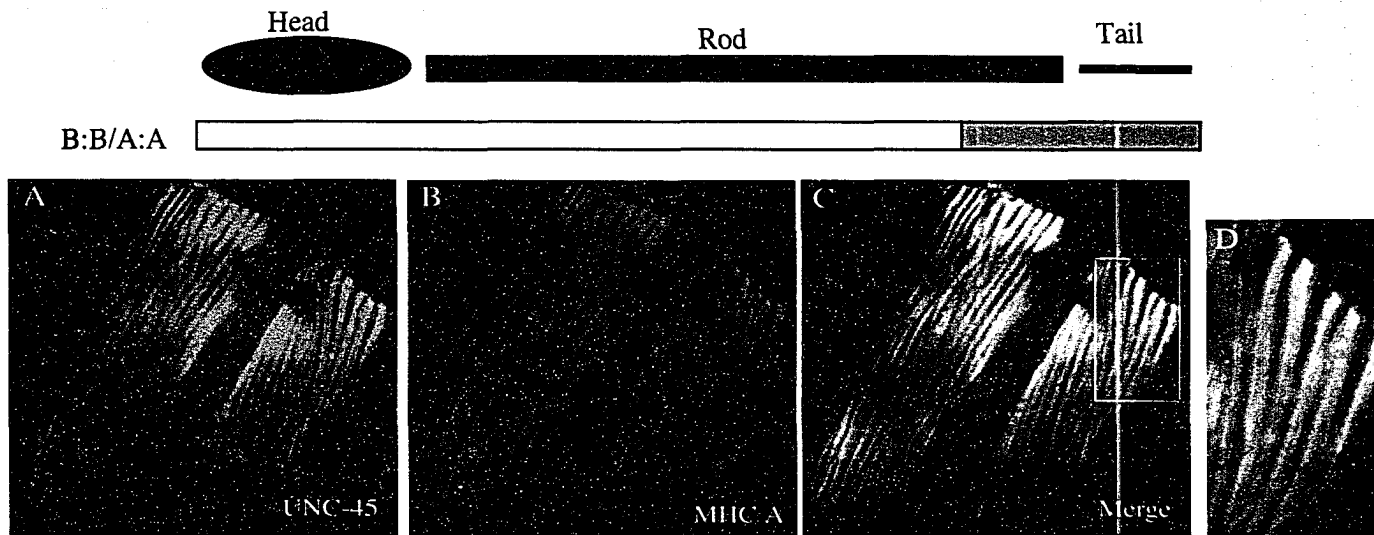 Head
Rod
Tail
B:B/A:A
A
B
C
D
UNC-45
MHC A
Merge